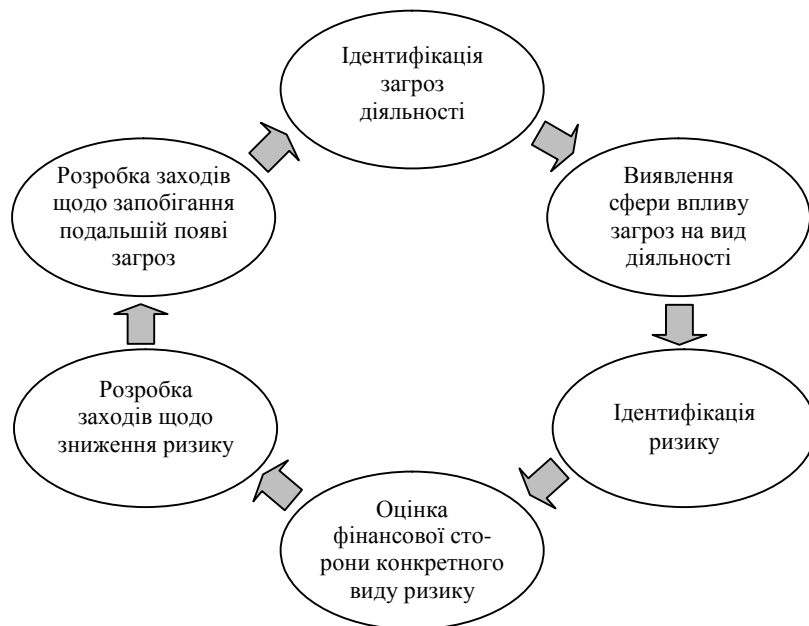 Ідентифікація
загроз
діяльності
Виявлення
сфери впливу
загроз на вид
діяльності
Ідентифікація
ризику
Оцінка
фінансової сто-
рони конкретного
виду ризику
Розробка
заходів щодо
зниження ризику
Розробка заходів
щодо запобігання
подальшій появі
загроз